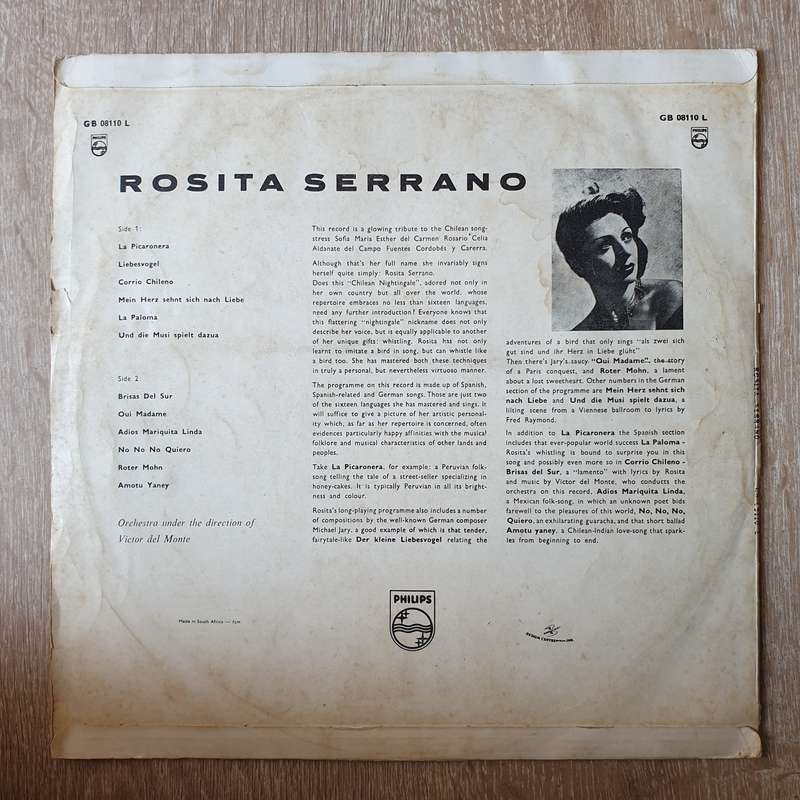 GB 08110 L
GB 08110 L
PHILIPS
PHILIPS
ROSITA SERRANO
Side 1:
La Picaronera
Liebesvogel
Corrio Chileno
Mein Herz sehnt sich nach Liebe
La Paloma
Und die Musi spielt dazua
Side 2
Brisas Del Sur
Oui Madame
Adios Mariquita Linda
No No No Quiero
Roter Mohn
Amotu Yaney
Orchestra under the direction of
Victor del Monte
This record is a glowing tribute to the Chilean song-
stress Sofia Maria Esther del Carmen Rosario Celia
Aldanate del Campo Fuentes Cordobés y Carerra.
Although that's her full name she invariably signs
herself quite simply: Rosita Serrano.
Does this "Chilean Nightingale", adored not only in
her own country but all over the world, whose
repertoire embraces no less than sixteen languages,
need any further introduction? Everyone knows that
this flattering "nightingale" nickname does not only
describe her voice, but is equally applicable to another
of her unique gifts: whistling. Rosita has not only
learnt to imitate a bird in song, but can whistle like
a bird too. She has mastered both these techniques
in truly a personal, but nevertheless virtuoso manner.
The programme on this record is made up of Spanish,
Spanish-related and German songs. Those are just two
of the sixteen languages she has mastered and sings. It
will suffice to give a picture of her artistic personal-
ity which, as far as her repertoire is concerned, often
evidences particularly happy affinities with the musical
folklore and musical characteristics of other lands and
peoples.
Take La Picaronera, for example: a Peruvian folk-
song telling the tale of a street-seller specializing in
honey-cakes. It is typically Peruvian in all its bright-
ness and colour.
Rosita's long-playing programme also includes a number
of compositions by the well-known German composer
Michael Jary, a good example of which is that tender,
fairytale-like Der kleine Liebesvogel relating the
adventures of a bird that only sings "als zwei sich
gut sind und ihr Herz in Liebe glüht"
Then there's Jary's saucy "Oui Madame", the story
of a Paris conquest, and Roter Mohn, a lament
about a lost sweetheart. Other numbers in the German
section of the programme are Mein Herz sehnt sich
nach Liebe and Und die Musi spielt dazua, a
lilting scena from a Viennese ballroom to lyrics by
Fred Raymond.
In addition to La Picaronera the Spanish section
includes that ever-popular world success La Paloma -
Rosita's whistling is bound to surprise you in this
song and possibly even more so in Corrio Chileno -
Brisas del Sur, a "lamento" with lyrics by Rosita
and music by Victor del Monte, who conducts the
orchestra on this record, Adios Mariquita Linda,
a Mexican folk-song, in which an unknown poet bids
farewell to the pleasures of this world, No, No, No,
Quiero, an exhilarating guaracha, and that short ballad
Amotu yaney, a Chilean-Indian love-song that spark-
les from beginning to end.
Made in South Africa
PHILIPS